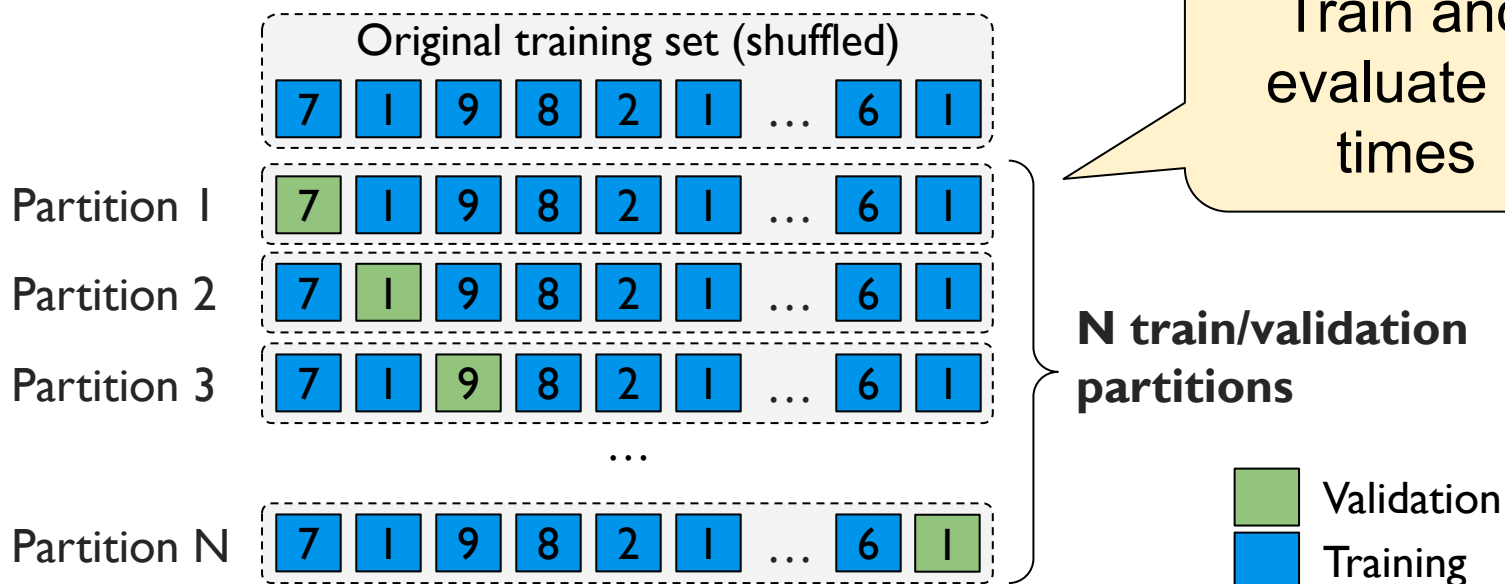 Original training set (shuffled)
7 1 9 8 2 1 … 6 1
Train and
evaluate
times
Partition 1 7 1 9 8 2 1 … 6 1
Partition 2 7 1 9 8 2 1 … 6 1
Partition 3 7 1 9 8 2 1 … 6 1
…
Partition N 7 1 9 8 2 1 … 6 1
N train/validation
partitions
Validation
Training